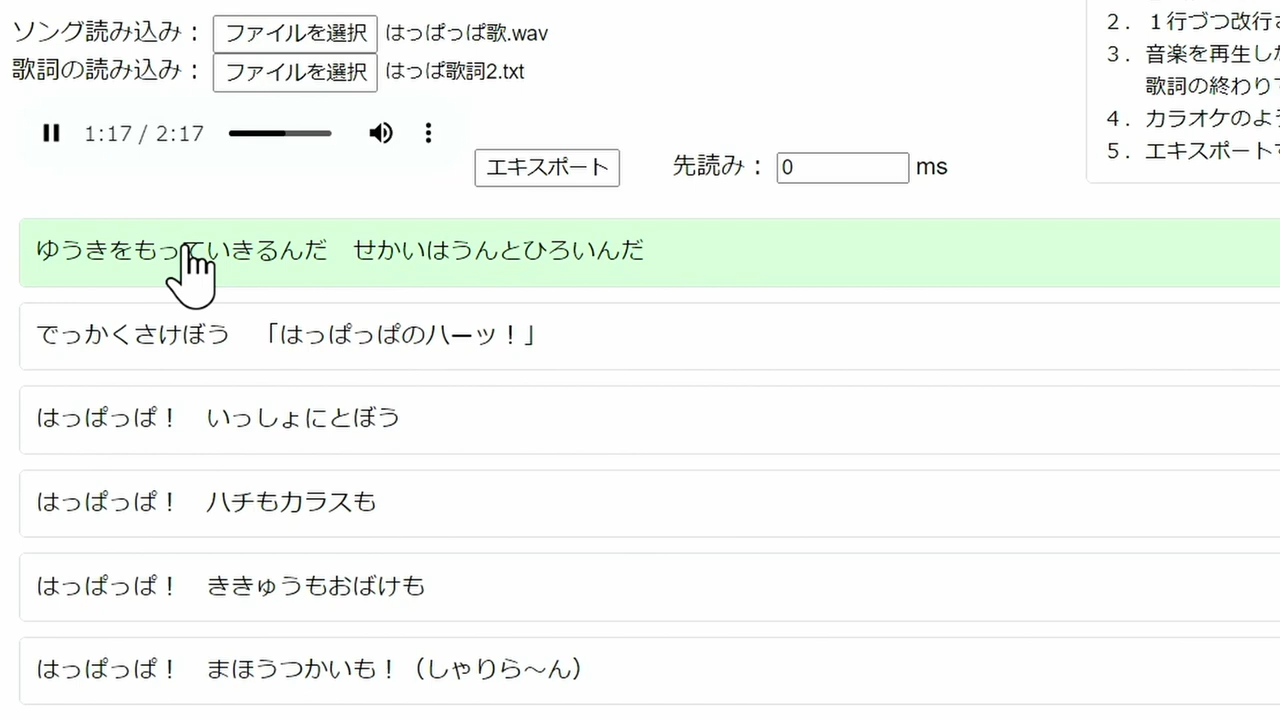 ソング読み込み： ファイルを選択 はっぱっぱ歌.wav
歌詞の読み込み： ファイルを選択 はっぱ歌詞2.txt
1:17 / 2:17
エキスポート 先読み： 0 ms
２．１行づつ改行
３．音楽を再生し
歌詞の終わり
４．カラオケのよ
５．エキスポート
ゆうきをもっていきるんだ　せかいはうんとひろいんだ
でっかくさけぼう　「はっぱっぱのハーッ！」
はっぱっぱ！　いっしょにとぼう
はっぱっぱ！　ハチもカラスも
はっぱっぱ！　ききゅうもおばけも
はっぱっぱ！　まほうつかいも！（しゃりら～ん）